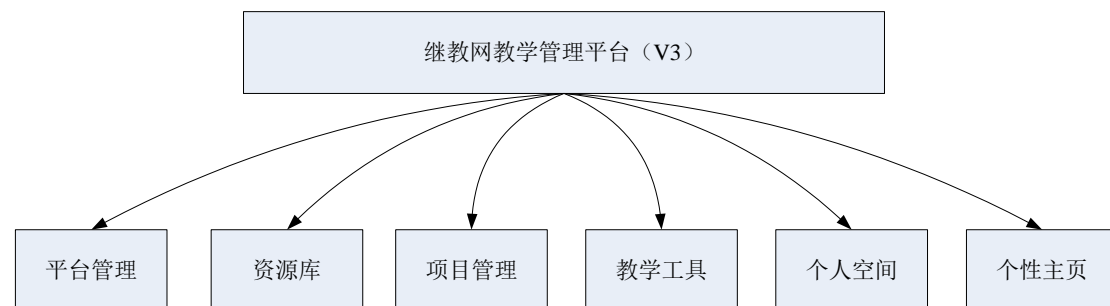 继教网教学管理平台（V3）
平台管理
资源库
项目管理
教学工具
个人空间
个性主页